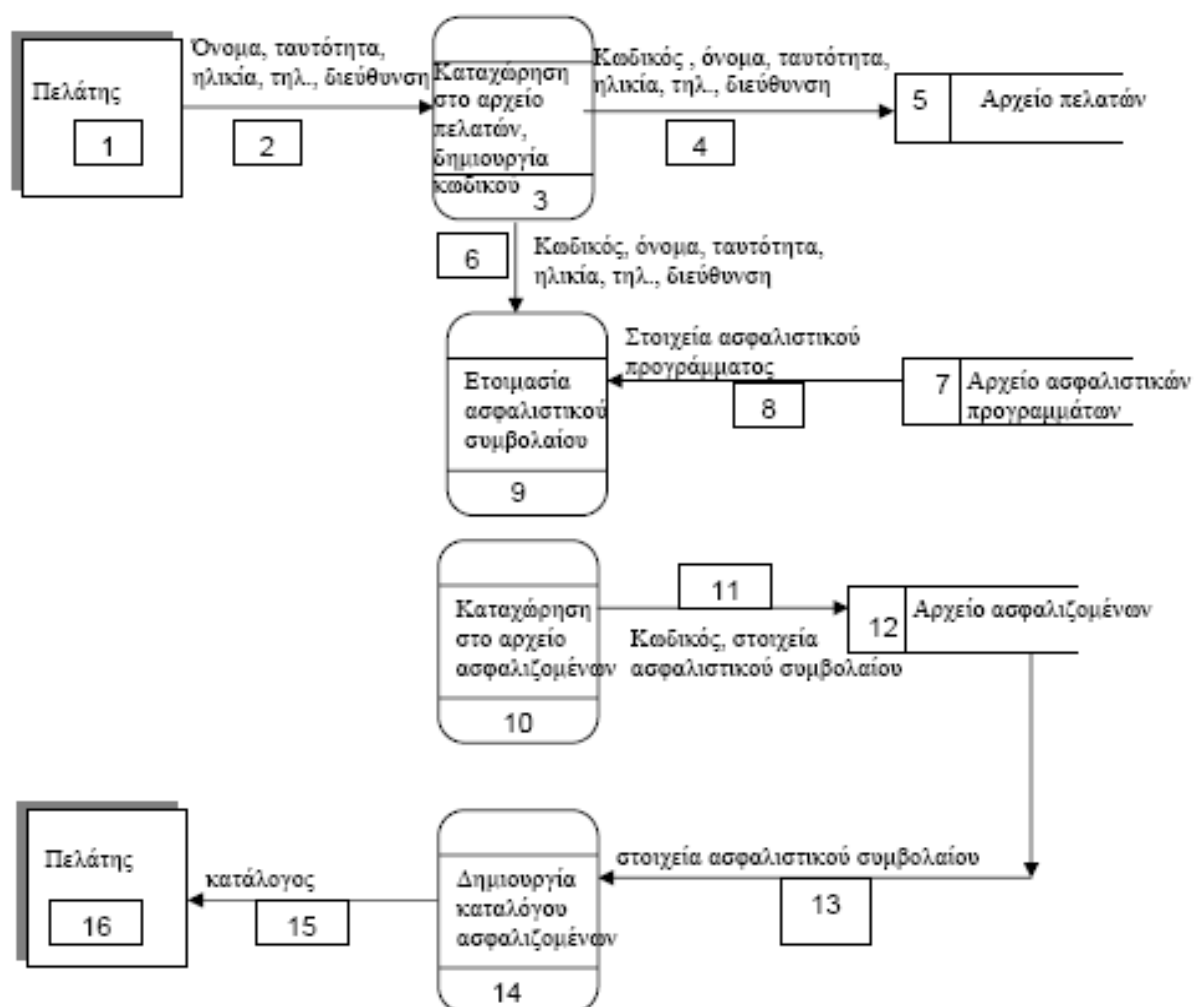 Πελάτης
1
Όνομα, ταυτότητα,
ηλικία, τηλ., διεύθυνση
2
Καταχώρηση
στο αρχείο
πελατών,
δημιουργία
κωδικού
3
Κωδικός , όνομα, ταυτότητα,
ηλικία, τηλ., διεύθυνση
4
5
Αρχείο πελατών
6
Κωδικός, όνομα, ταυτότητα,
ηλικία, τηλ., διεύθυνση
Στοιχεία ασφαλιστικού
προγράμματος
8
7
Αρχείο ασφαλιστικών
προγραμμάτων
Ετοιμασία
ασφαλιστικού
συμβολαίου
9
Καταχώρηση
στο αρχείο
ασφαλιζομένων
10
11
Κωδικός, στοιχεία
ασφαλιστικού συμβολαίου
12
Αρχείο ασφαλιζομένων
στοιχεία ασφαλιστικού συμβολαίου
13
Δημιουργία
καταλόγου
ασφαλιζομένων
14
κατάλογος
15
Πελάτης
16